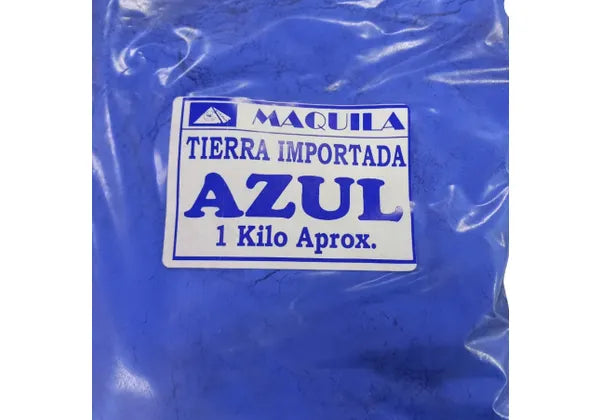 MAQUILA
TIERRA IMPORTADA
AZUL
1 Kilo Aprox.